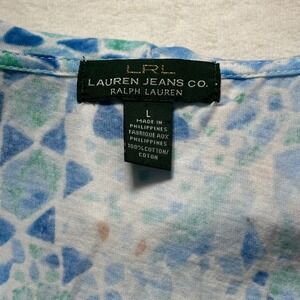 LRL
LAUREN JEANS CO.
RALPH LAUREN
L
MADE IN
PHILIPPINES
FABRIQUE AUX
PHILIPPINES
100% COTTON/
COTON